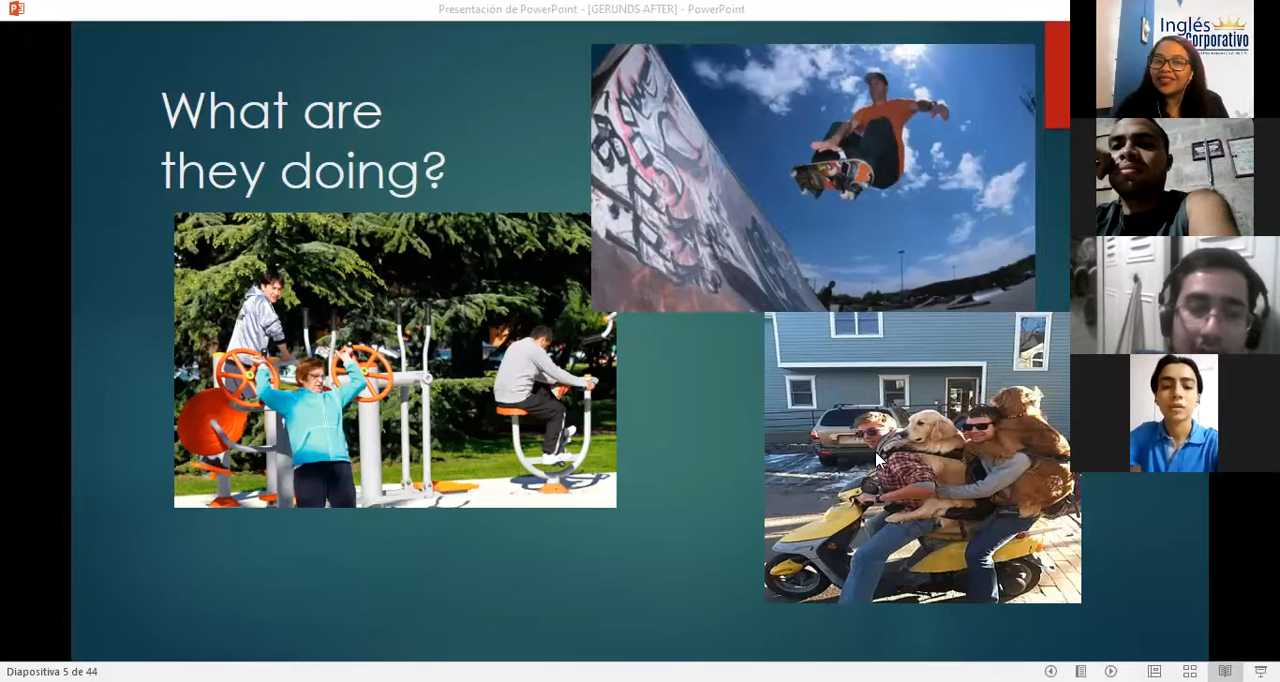 Presentación de PowerPoint - [GERUNDS AFTER] - PowerPoint
What are
they doing?
Inglés
Corporativo
Diapositiva 5 de 44